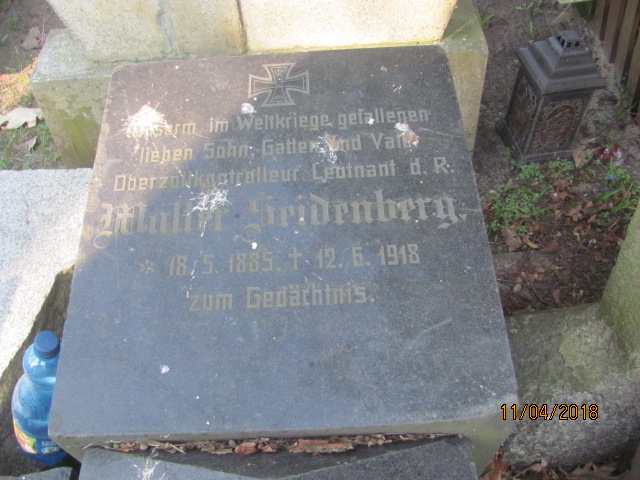 Unserm im Weltkriege gefallenen
lieben Sohn, Gatten und Vater
Oberzollkontrolleur Leutnant d. R.
Walter Seidenberg.
* 18. 5. 1885, † 12. 6. 1918
zum Gedächtnis.
11/04/2018